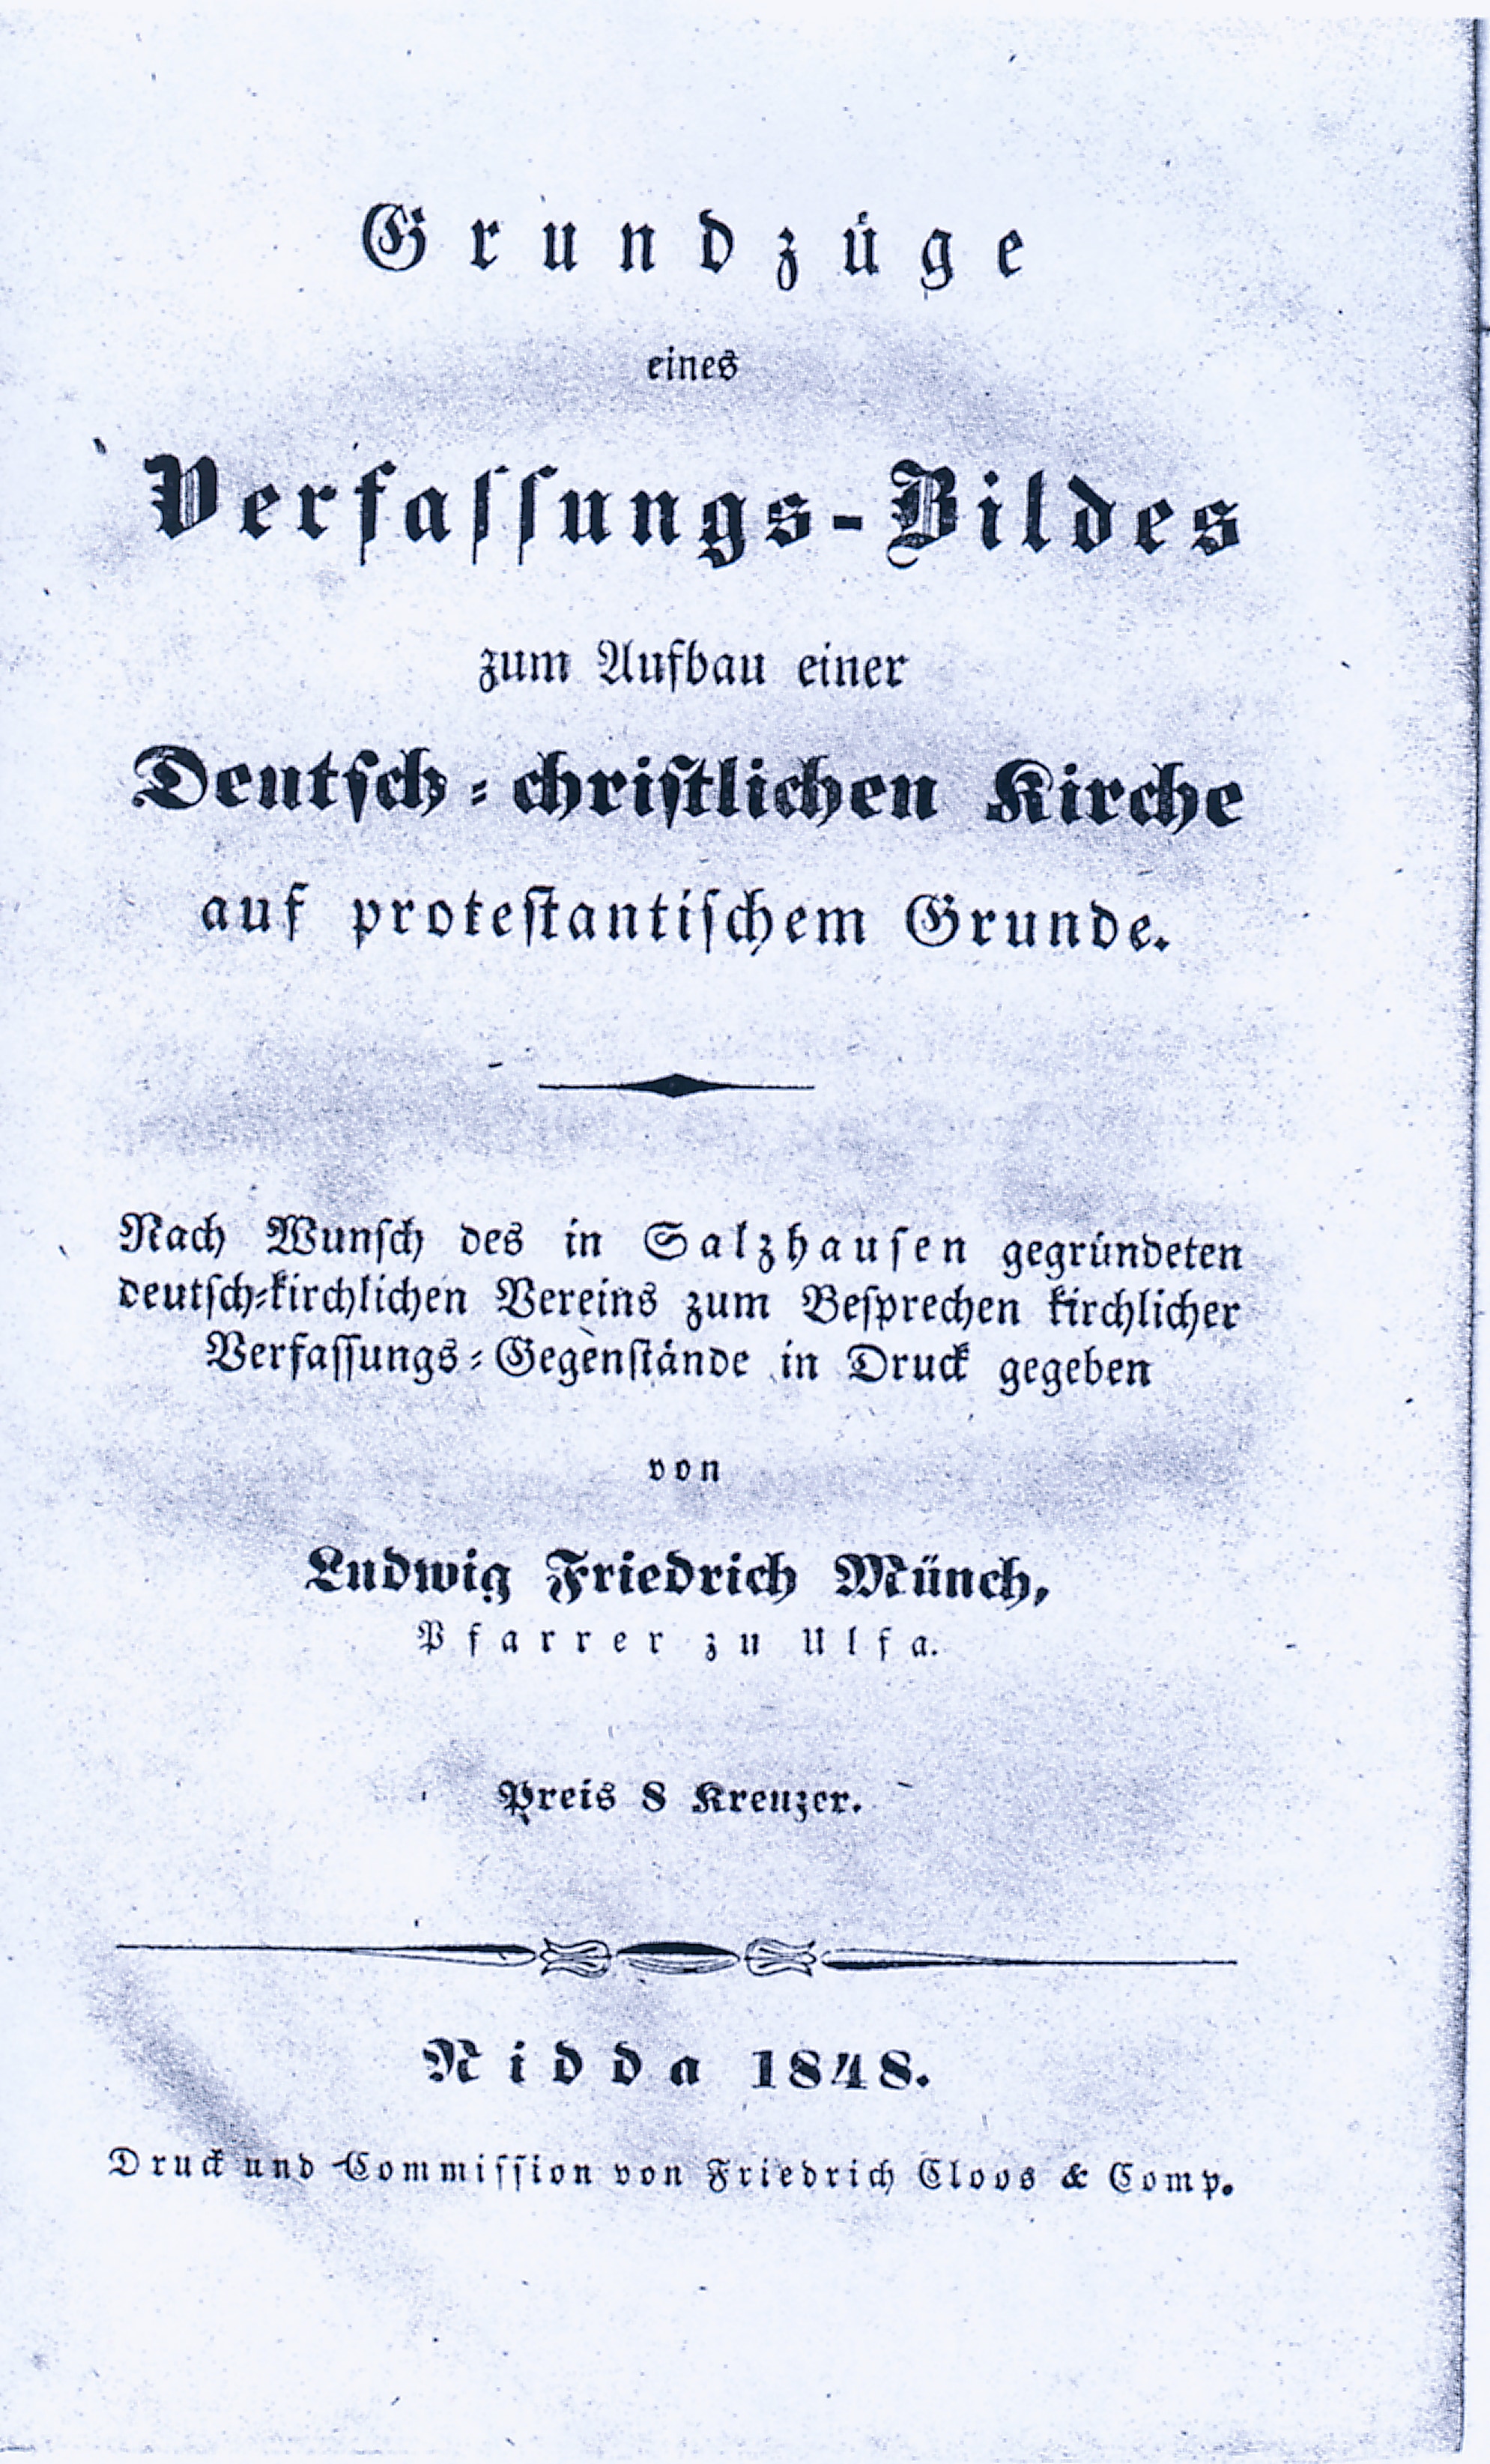 Grundzüge
eines
Verfaſſungs-Bildes
zum Aufbau einer
Deutſch-chriſtlichen Kirche
auf proteſtantiſchem Grunde.
Nach Wunſch des in Salzhauſen gegründeten
deutſch-kirchlichen Vereins zum Beſprechen kirchlicher
Verfaſſungs-Gegenſtände in Druck gegeben
von
Ludwig Friedrich Münch,
Pfarrer zu Ulfa.
Preis 8 Kreuzer.
Nidda 1848.
Druck und Commiſſion von Friedrich Cloos & Comp.